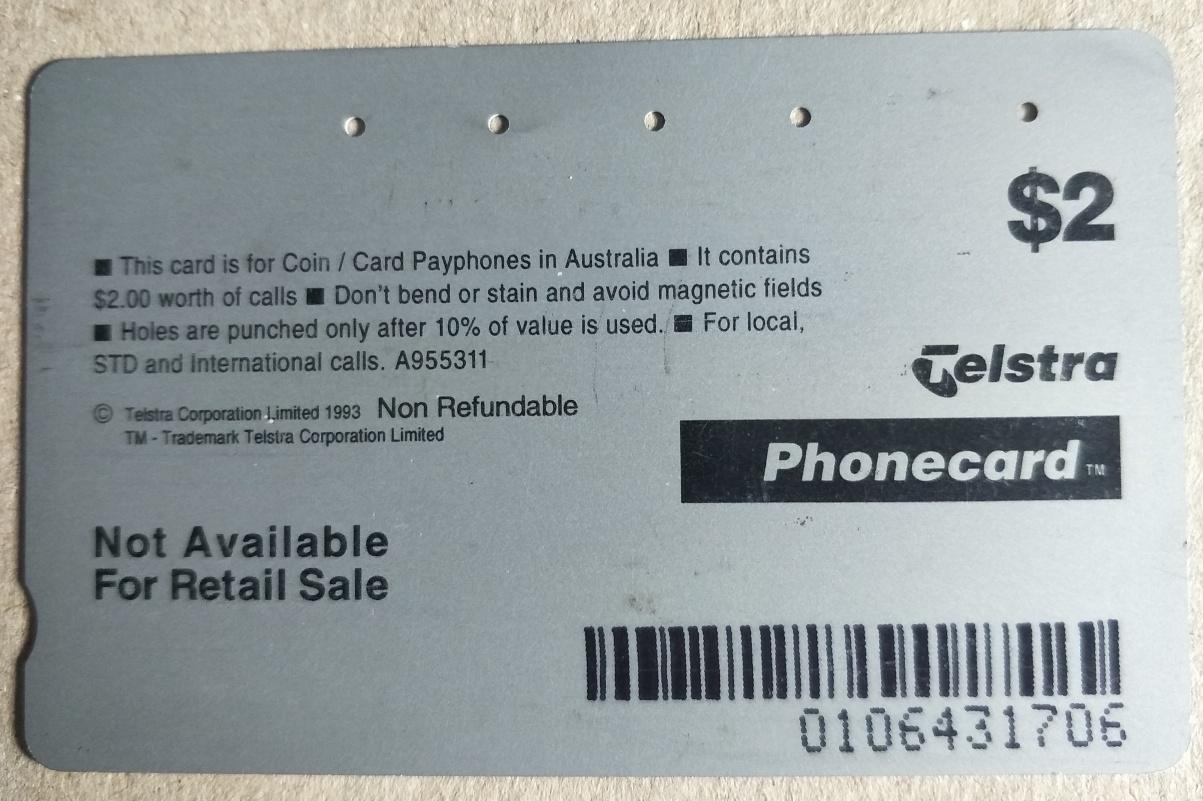 $2
■ This card is for Coin / Card Payphones in Australia ■ It contains
$2.00 worth of calls ■ Don't bend or stain and avoid magnetic fields
■ Holes are punched only after 10% of value is used. ■ For local,
STD and International calls. A955311
© Telstra Corporation Limited 1993 Non Refundable
TM - Trademark Telstra Corporation Limited
Telstra
Phonecard TM
Not Available
For Retail Sale
0106431706